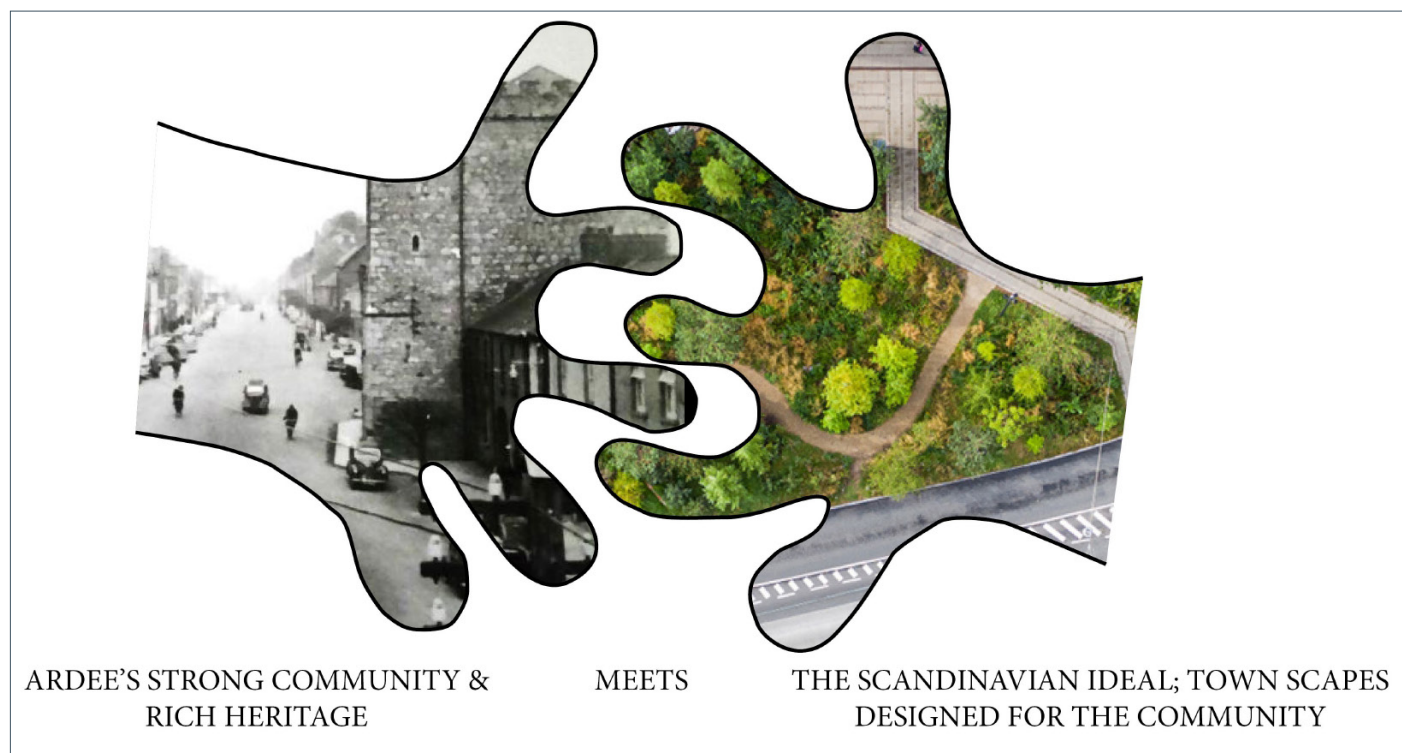 ARDEE’S STRONG COMMUNITY &
RICH HERITAGE
MEETS
THE SCANDINAVIAN IDEAL; TOWN SCAPES
DESIGNED FOR THE COMMUNITY